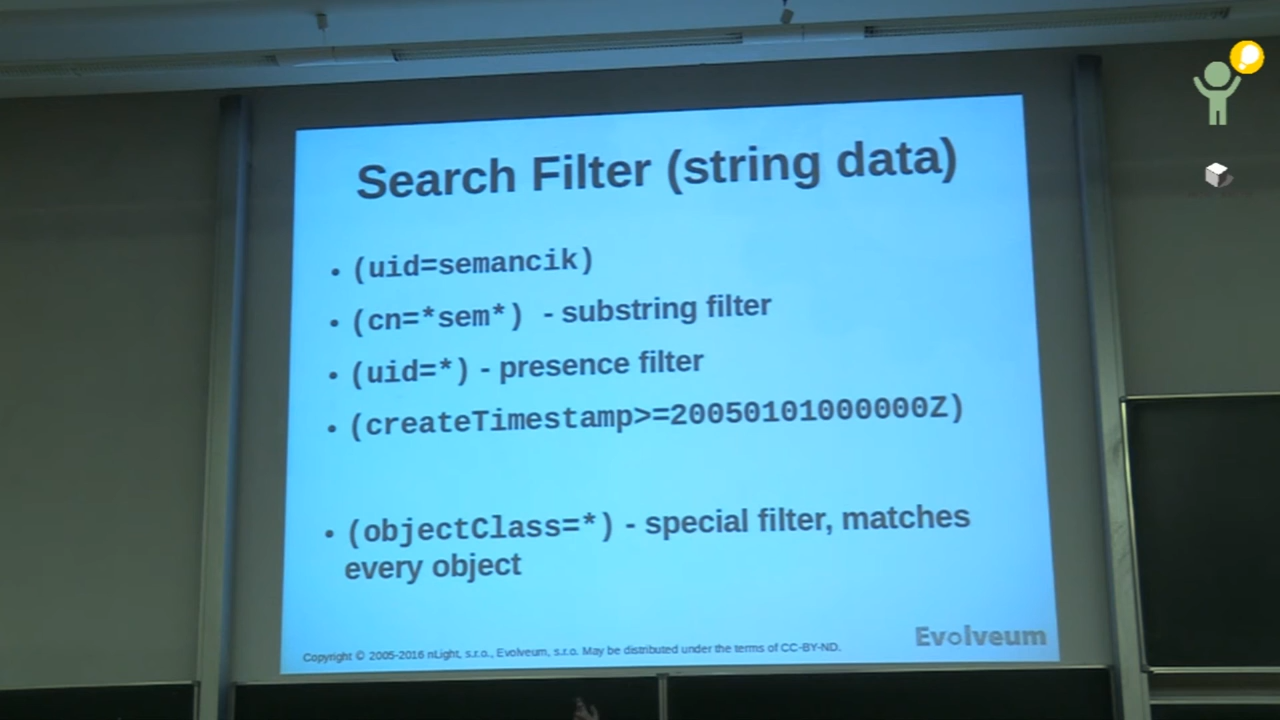 Search Filter (string data)
• (uid=semancik)
• (cn=*sem*) - substring filter
• (uid=*) - presence filter
• (createTimestamp>=20050101000000Z)
• (objectClass=*) - special filter, matches
every object
Copyright © 2005-2016 nLight, s.r.o., Evolveum, s.r.o. May be distributed under the terms of CC-BY-ND.
Evolveum